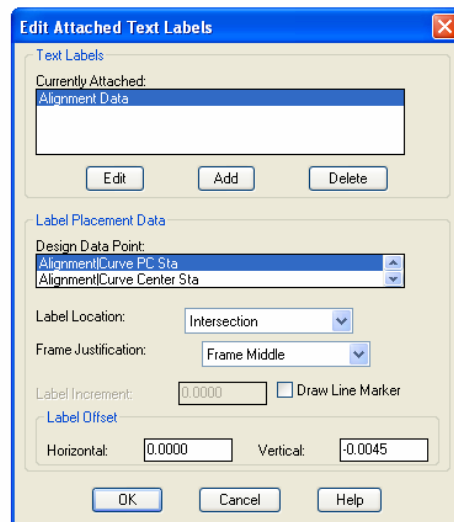 Edit Attached Text Labels
Text Labels
Currently Attached:
Alignment Data
Edit Add Delete
Label Placement Data
Design Data Point:
Alignment|Curve PC Sta
Alignment|Curve Center Sta
Label Location: Intersection
Frame Justification: Frame Middle
Label Increment: 0.0000 Draw Line Marker
Label Offset
Horizontal: 0.0000 Vertical: -0.0045
OK Cancel Help